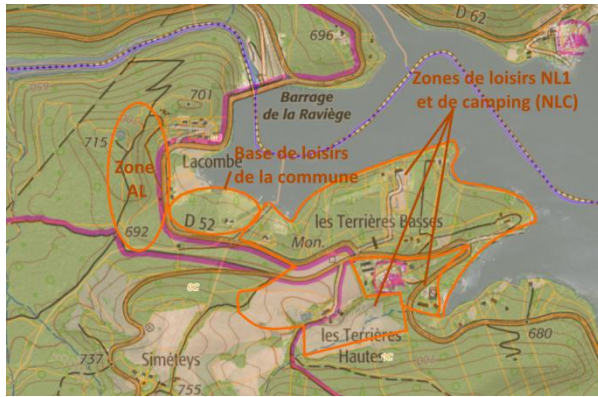 D 62
696
Zones de loisirs NL1
et de camping (NLC)
701
Barrage
de la Raviège
715
Lacombe
Base de loisirs
de la commune
Zone
AL
D 52
les Terrières Basses
692
Mon.
680
les Terrières
Hautes
Siméteys
737
755